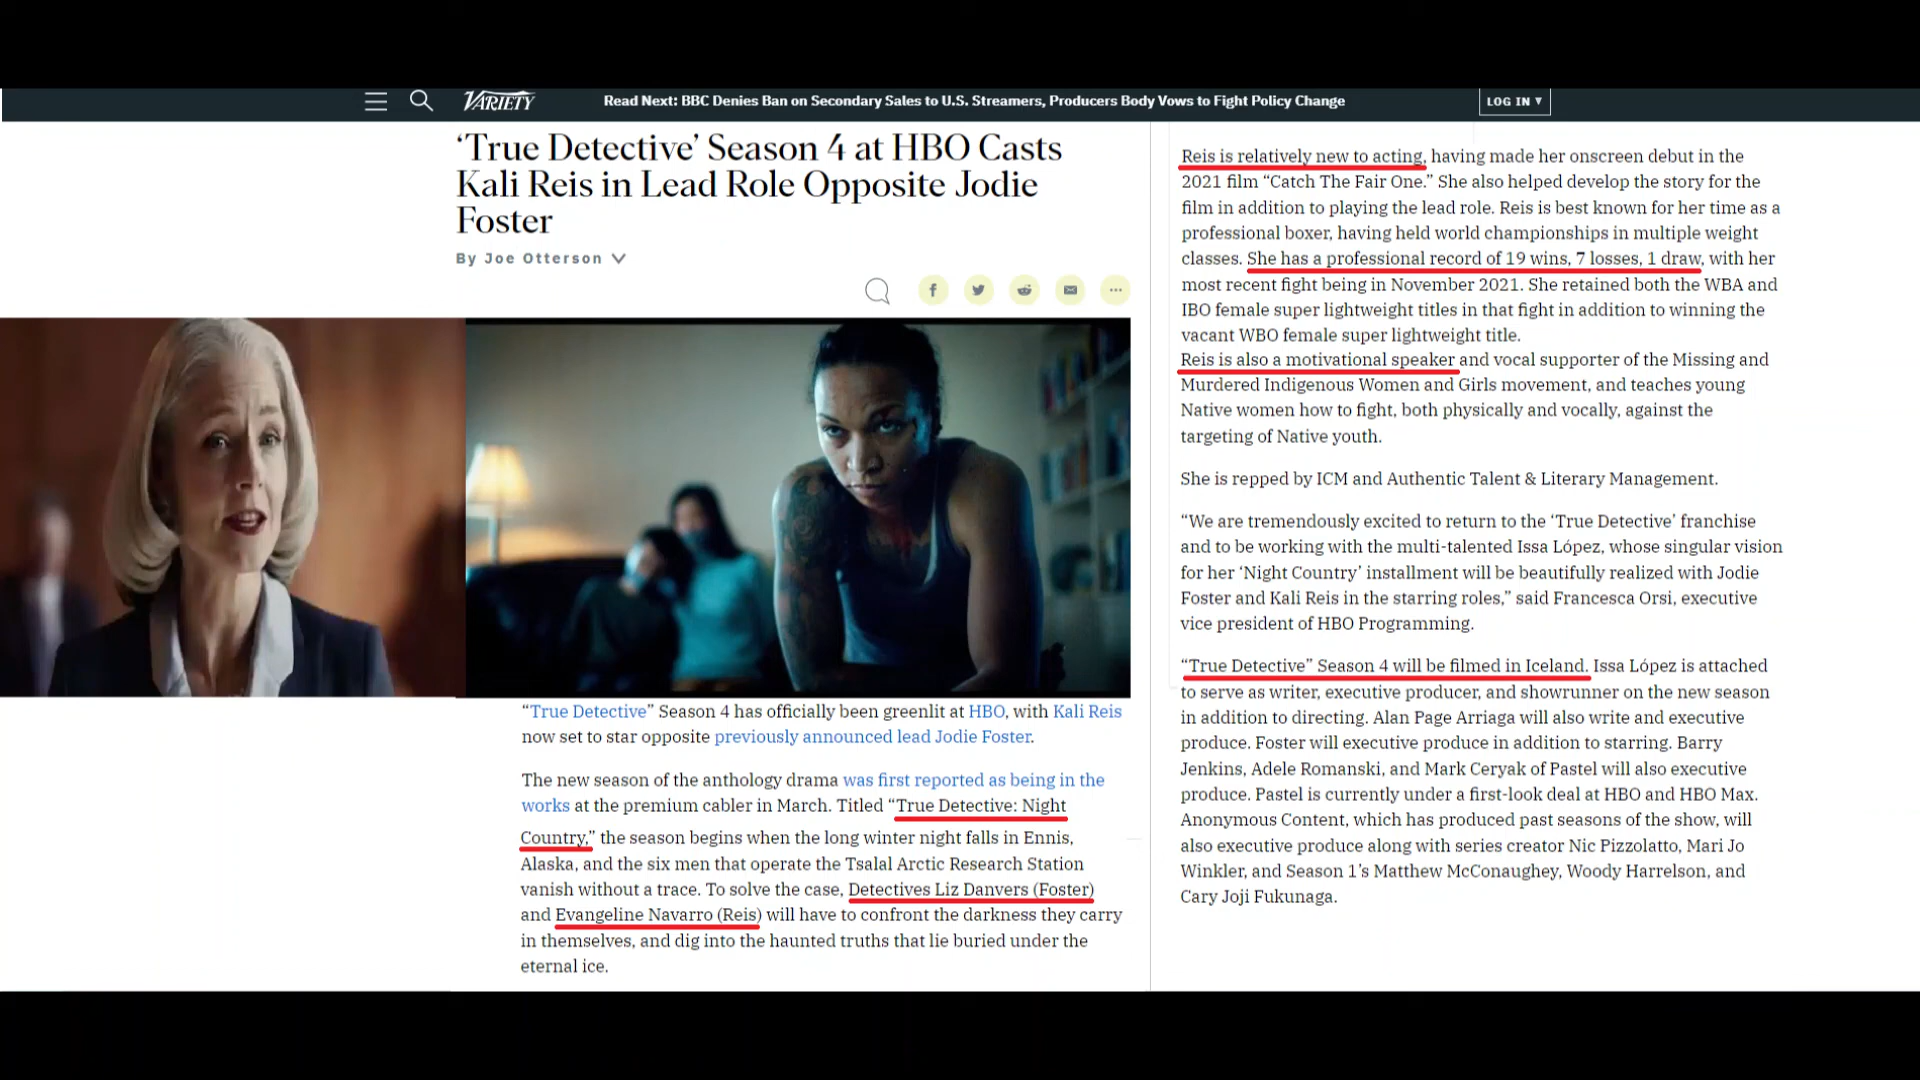 VARIETY
Read Next: BBC Denies Ban on Secondary Sales to U.S. Streamers, Producers Body Vows to Fight Policy Change
LOG IN
‘True Detective’ Season 4 at HBO Casts
Kali Reis in Lead Role Opposite Jodie
Foster
By Joe Otterson
“True Detective” Season 4 has officially been greenlit at HBO, with Kali Reis
now set to star opposite previously announced lead Jodie Foster.
The new season of the anthology drama was first reported as being in the
works at the premium cabler in March. Titled “True Detective: Night
Country,” the season begins when the long winter night falls in Ennis,
Alaska, and the six men that operate the Tsalal Arctic Research Station
vanish without a trace. To solve the case, Detectives Liz Danvers (Foster)
and Evangeline Navarro (Reis) will have to confront the darkness they carry
in themselves, and dig into the haunted truths that lie buried under the
eternal ice.
Reis is relatively new to acting, having made her onscreen debut in the
2021 film “Catch The Fair One.” She also helped develop the story for the
film in addition to playing the lead role. Reis is best known for her time as a
professional boxer, having held world championships in multiple weight
classes. She has a professional record of 19 wins, 7 losses, 1 draw, with her
most recent fight being in November 2021. She retained both the WBA and
IBO female super lightweight titles in that fight in addition to winning the
vacant WBO female super lightweight title.
Reis is also a motivational speaker and vocal supporter of the Missing and
Murdered Indigenous Women and Girls movement, and teaches young
Native women how to fight, both physically and vocally, against the
targeting of Native youth.
She is repped by ICM and Authentic Talent & Literary Management.
“We are tremendously excited to return to the ‘True Detective’ franchise
and to be working with the multi-talented Issa López, whose singular vision
for her ‘Night Country’ installment will be beautifully realized with Jodie
Foster and Kali Reis in the starring roles,” said Francesca Orsi, executive
vice president of HBO Programming.
“True Detective” Season 4 will be filmed in Iceland. Issa López is attached
to serve as writer, executive producer, and showrunner on the new season
in addition to directing. Alan Page Arriaga will also write and executive
produce. Foster will executive produce in addition to starring. Barry
Jenkins, Adele Romanski, and Mark Ceryak of Pastel will also executive
produce. Pastel is currently under a first-look deal at HBO and HBO Max.
Anonymous Content, which has produced past seasons of the show, will
also executive produce along with series creator Nic Pizzolatto, Mari Jo
Winkler, and Season 1’s Matthew McConaughey, Woody Harrelson, and
Cary Joji Fukunaga.